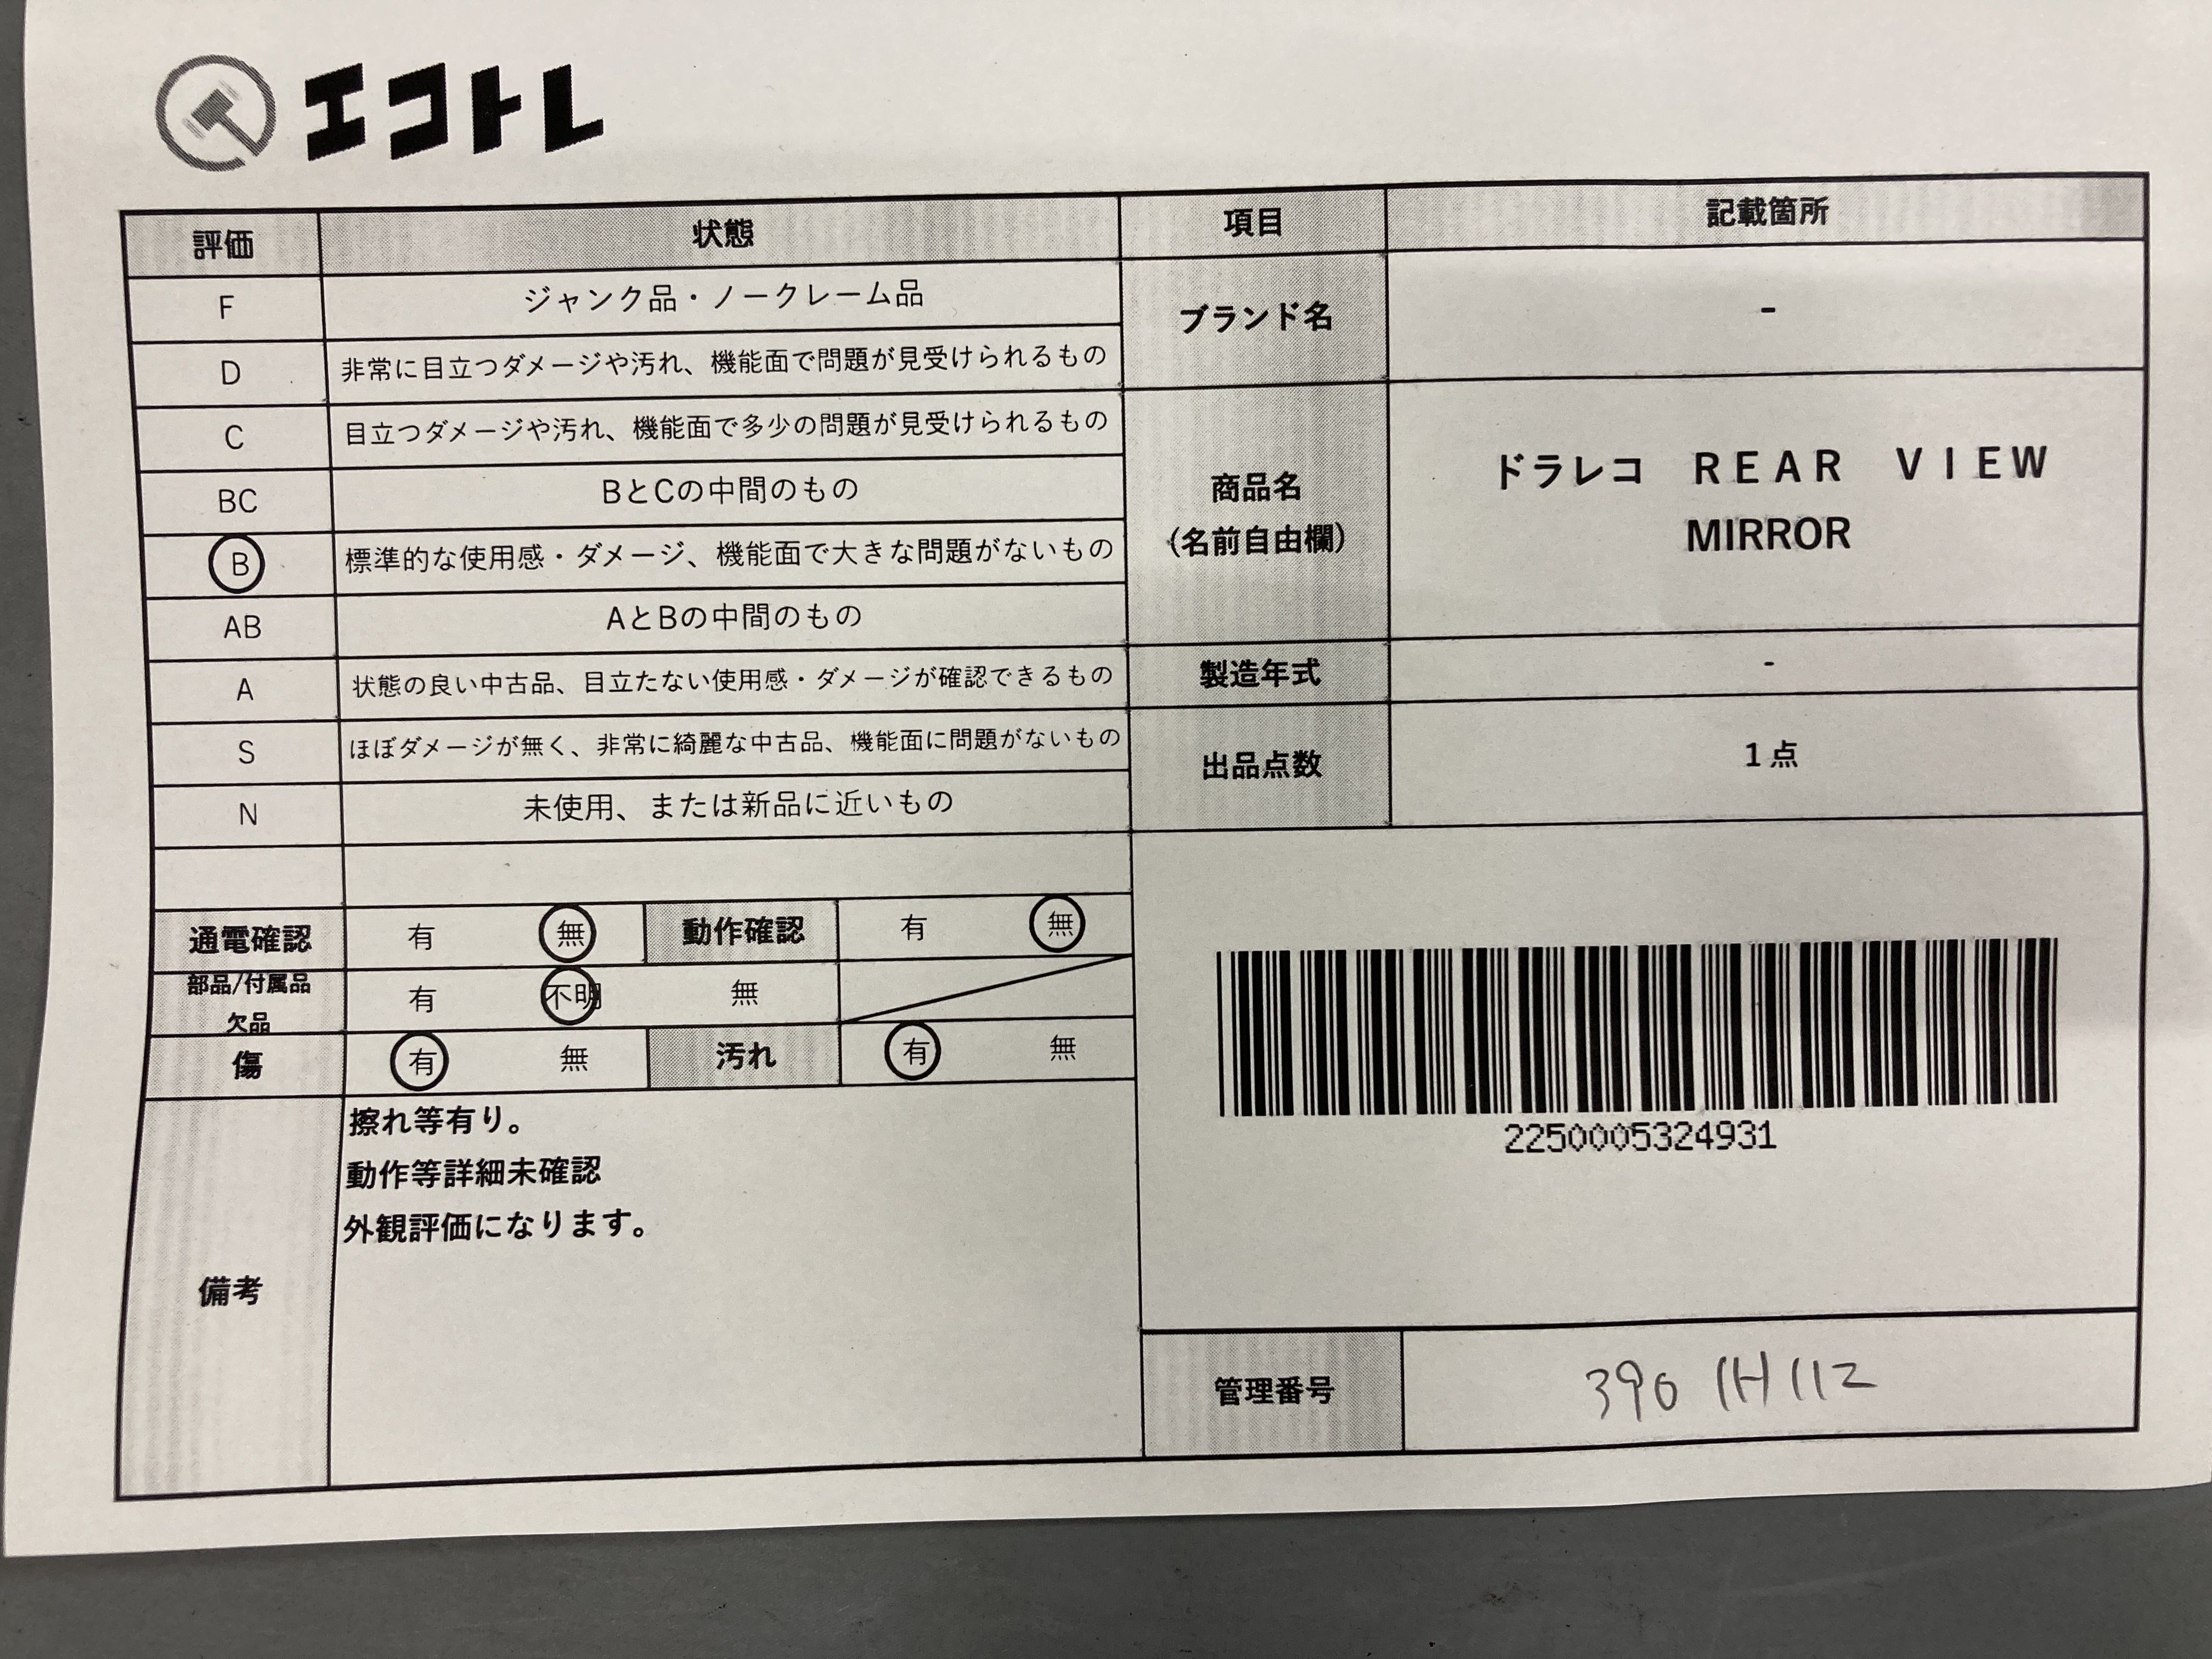 エコトレ
評価 状態 項目 記載箇所
F ジャンク品・ノークレーム品
D 非常に目立つダメージや汚れ、機能面で問題が見受けられるもの
C 目立つダメージや汚れ、機能面で多少の問題が見受けられるもの
BC BとCの中間のもの
B 標準的な使用感・ダメージ、機能面で大きな問題がないもの
AB AとBの中間のもの
A 状態の良い中古品、目立たない使用感・ダメージが確認できるもの
S ほぼダメージが無く、非常に綺麗な中古品、機能面に問題がないもの
N 未使用、または新品に近いもの
ブランド名 -
商品名
(名前自由欄)
ドラレコ　ＲＥＡＲ　ＶＩＥＷ
MIRROR
製造年式 -
出品点数 1点
通電確認 有 無 動作確認 有 無
部品/付属品
欠品
有 不明 無
傷 有 無 汚れ 有 無
備考
擦れ等有り。
動作等詳細未確認
外観評価になります。
2250005324931
管理番号 390 1H112